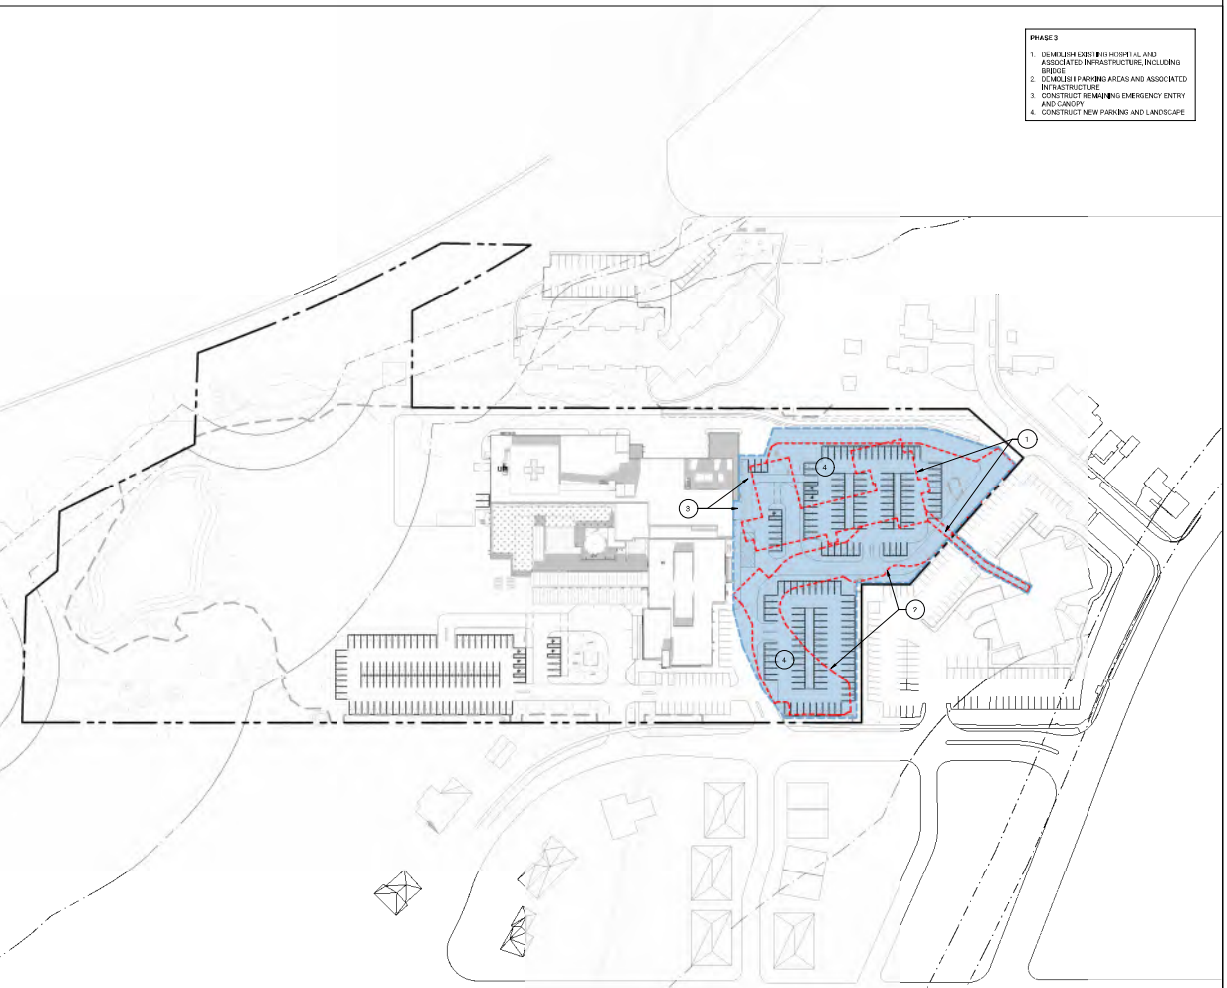 PHASE 3
1. DEMOLISH EXISTING HOSPITAL AND
ASSOCIATED INFRASTRUCTURE, INCLUDING
BRIDGE
2. DEMOLISH PARKING AREAS AND ASSOCIATED
INFRASTRUCTURE
3. CONSTRUCT REMAINING EMERGENCY ENTRY
AND CANOPY
4. CONSTRUCT NEW PARKING AND LANDSCAPE
1
4
3
2
4